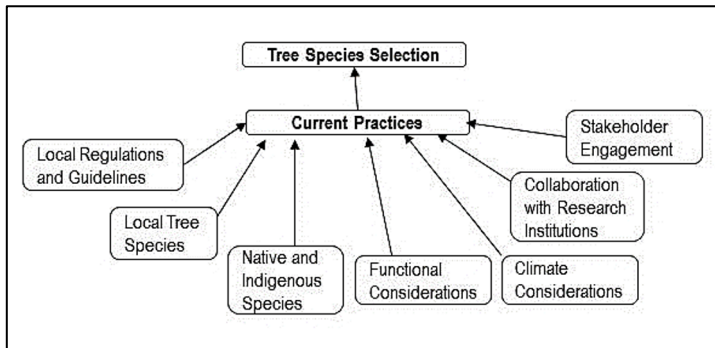 Tree Species Selection
Current Practices
Stakeholder
Engagement
Local Regulations
and Guidelines
Collaboration
with Research
Institutions
Local Tree
Species
Native and
Indigenous
Species
Functional
Considerations
Climate
Considerations